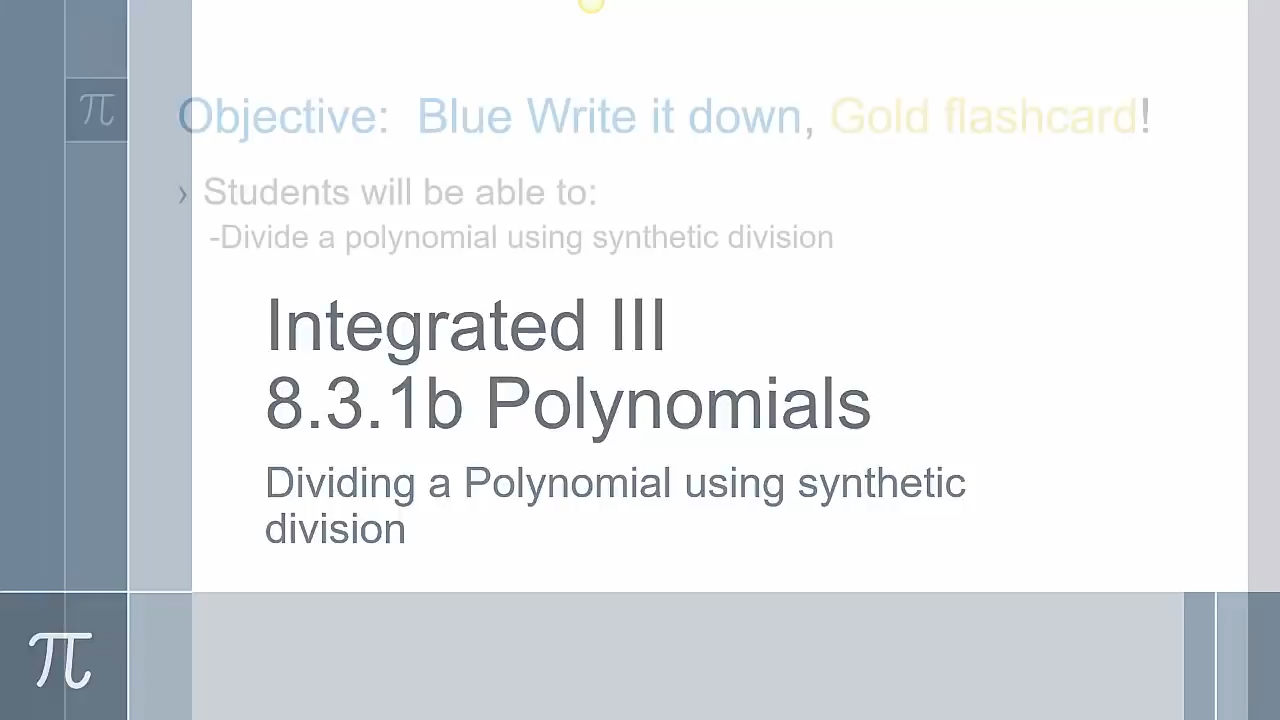 π
Objective:  Blue Write it down, Gold flashcard!
› Students will be able to:
-Divide a polynomial using synthetic division
Integrated III
8.3.1b Polynomials
Dividing a Polynomial using synthetic
division
π